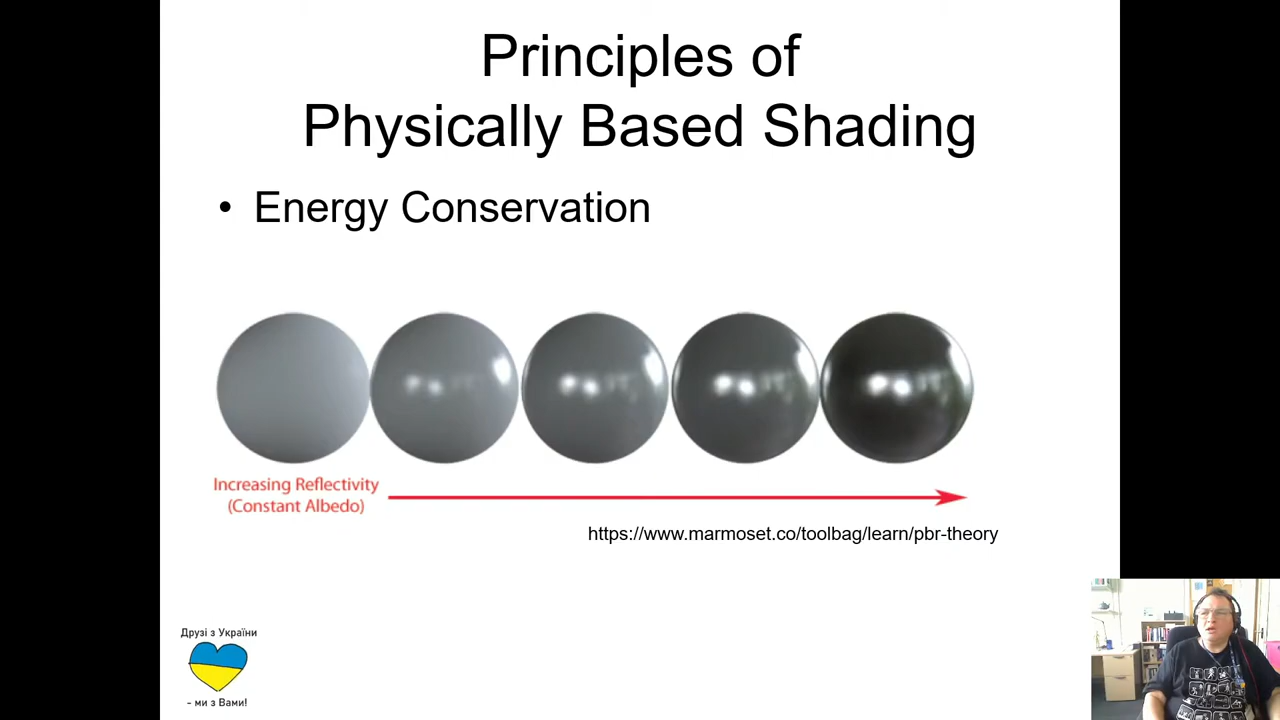 Principles of
Physically Based Shading
• Energy Conservation
Increasing Reflectivity
(Constant Albedo)
https://www.marmoset.co/toolbag/learn/pbr-theory
Друзі з України
- ми з Вами!